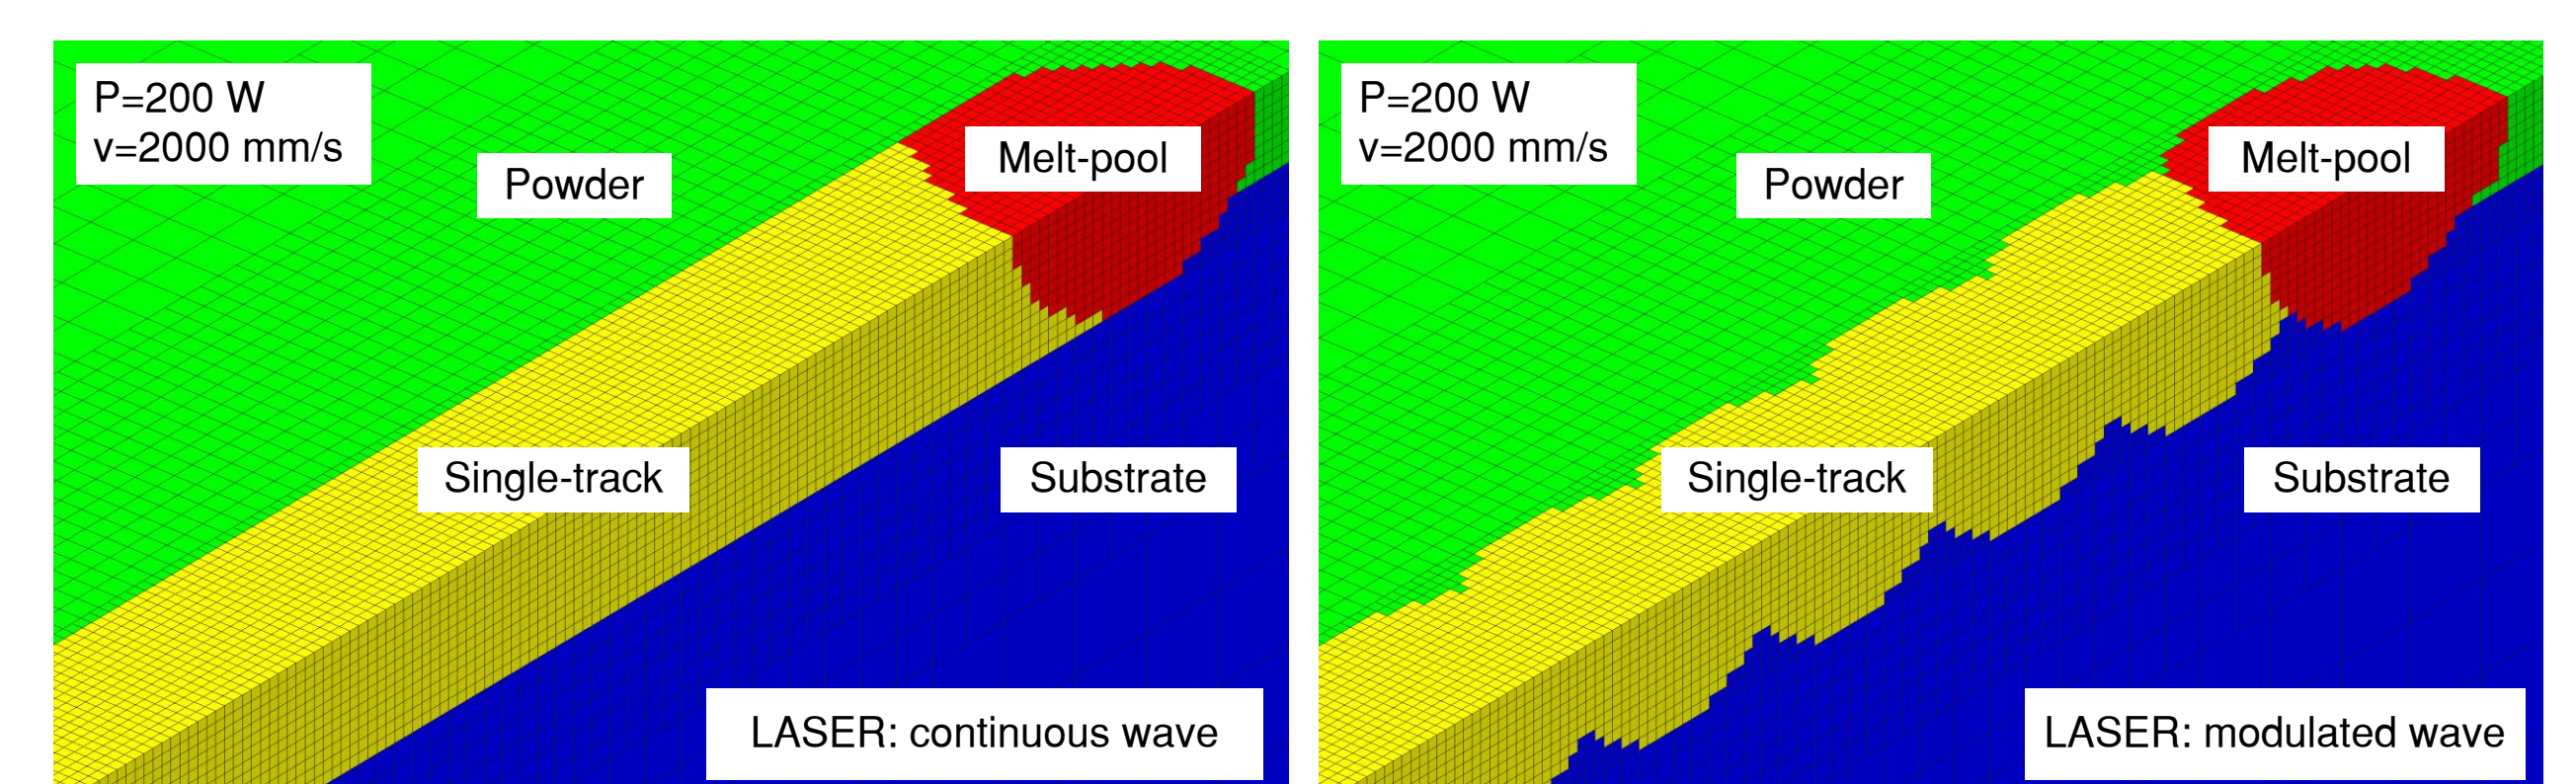 P=200 W
v=2000 mm/s
Powder
Melt-pool
Single-track
Substrate
LASER: continuous wave
P=200 W
v=2000 mm/s
Powder
Melt-pool
Single-track
Substrate
LASER: modulated wave